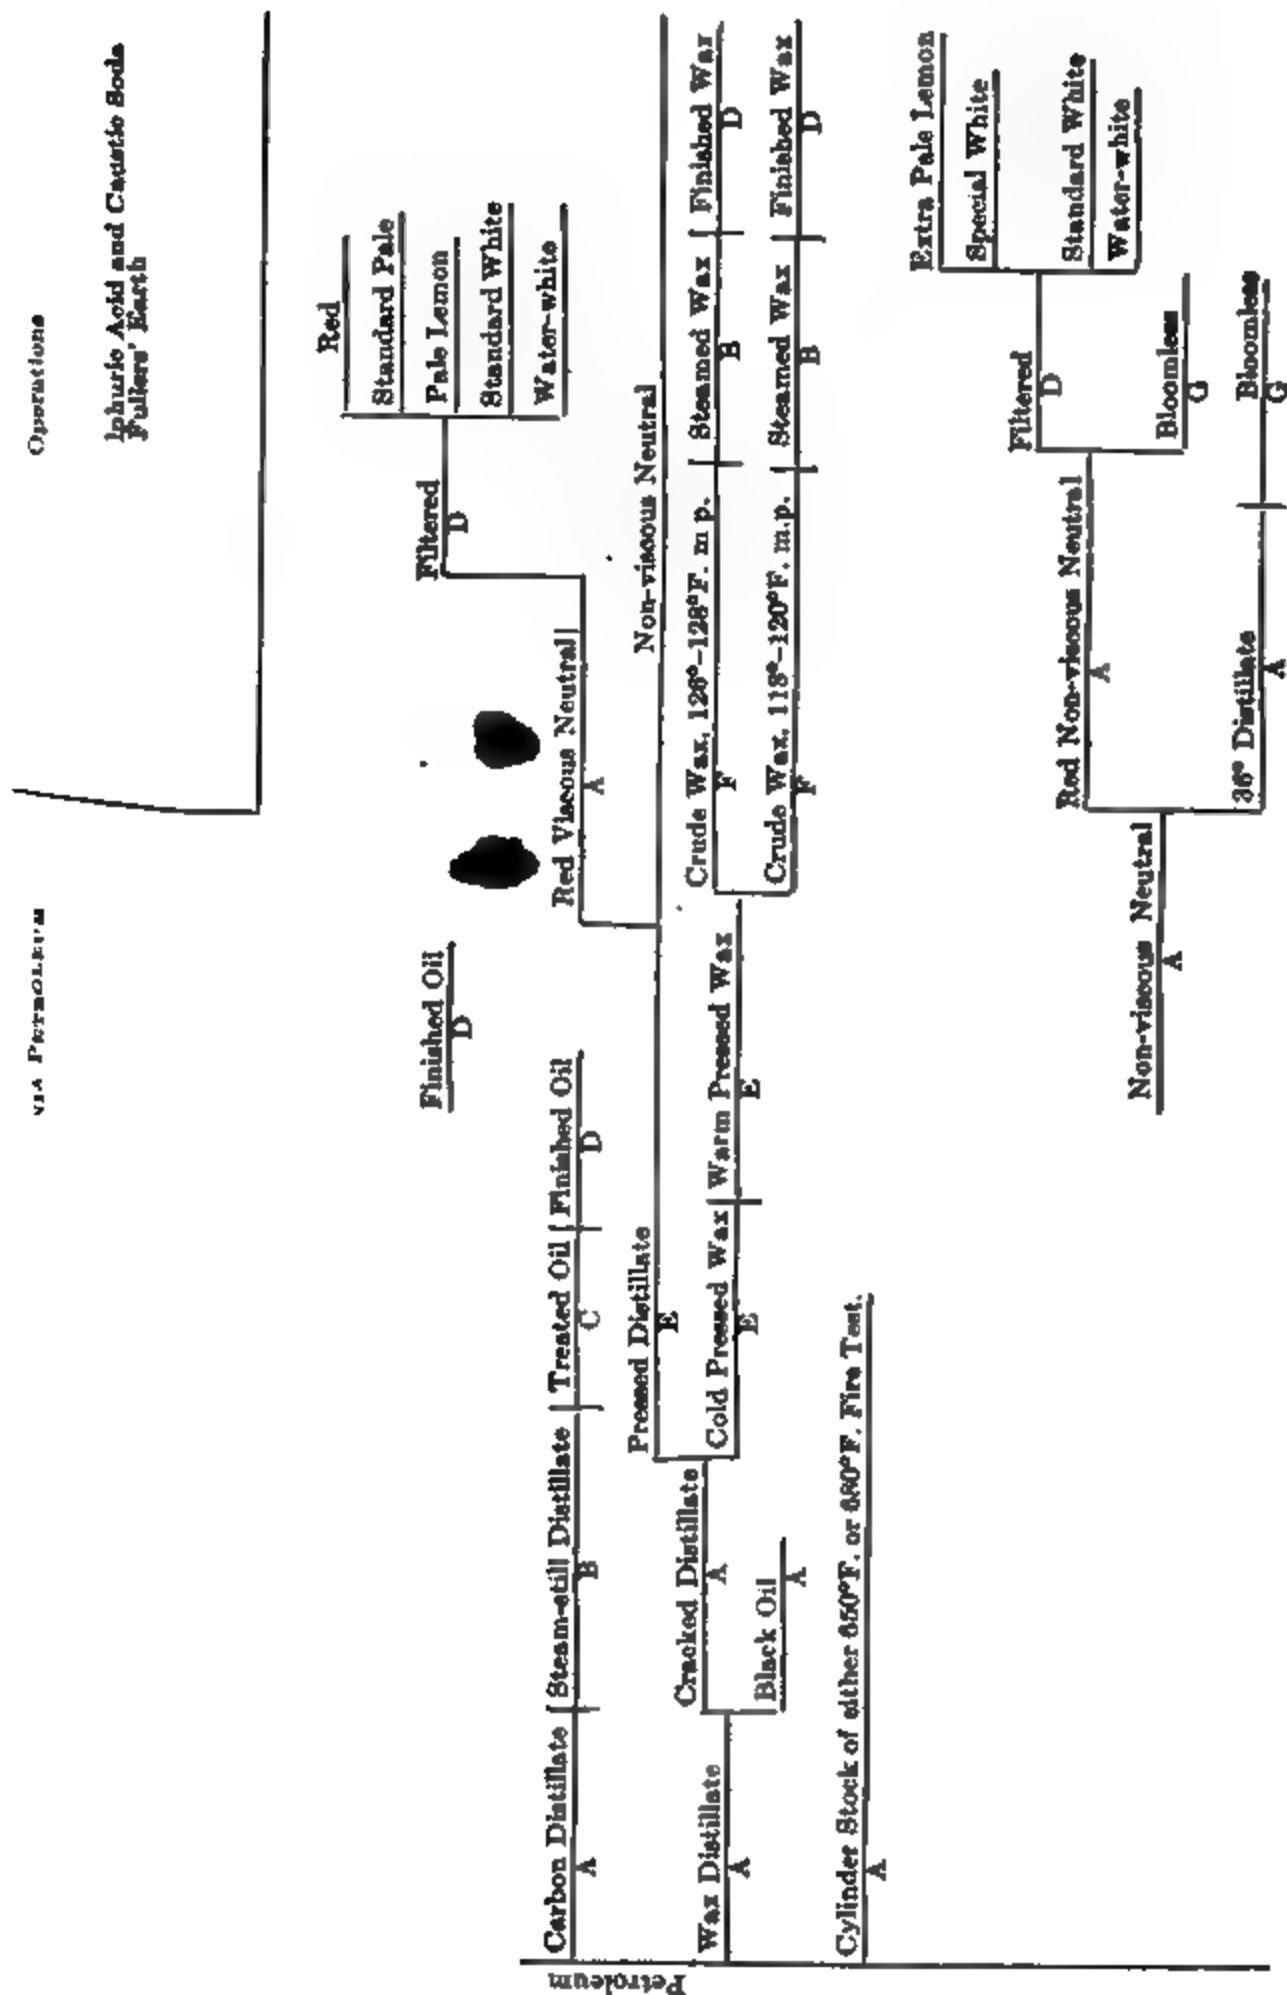 VIA PETROLEUM
Operations
lphuric Acid and Caustic Soda
Fullers' Earth
Red
Standard Pale
Pale Lemon
Standard White
Water-white
Finished Oil
D
Filtered
D
Carbon Distillate
A
Steam-still Distillate
B
Treated Oil
C
Finished Oil
D
Red Viscous Neutral
A
Pressed Distillate
E
Non-viscous Neutral
Petroleum
Wax Distillate
A
Cracked Distillate
A
Black Oil
A
Cold Pressed Wax
E
Warm Pressed Wax
E
Crude Wax, 126°-128°F. m p.
F
Steamed Wax
B
Finished Wax
D
Crude Wax, 118°-120°F. m.p.
F
Steamed Wax
B
Finished Wax
D
Cylinder Stock of either 650°F. or 680°F. Fire Test.
A
Extra Pale Lemon
Special White
Standard White
Water-white
Filtered
D
Red Non-viscous Neutral
A
Bloomless
G
Non-viscous Neutral
A
36° Distillate
A
Bloomless
G